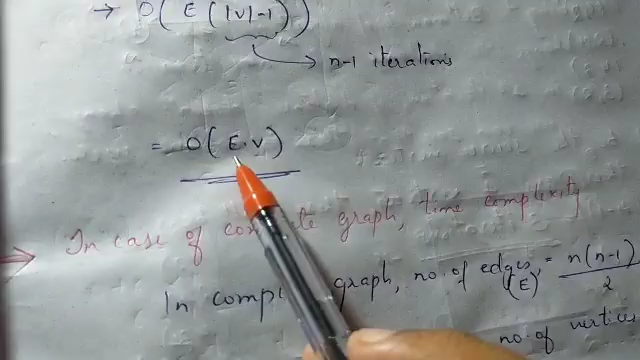 → O( E ( |V|-1 ) )
n-1 iterations
= O( E·V )
In case of graph, time complexity
In graph, no. of edges (E) = n(n-1)/2
no. of vertices